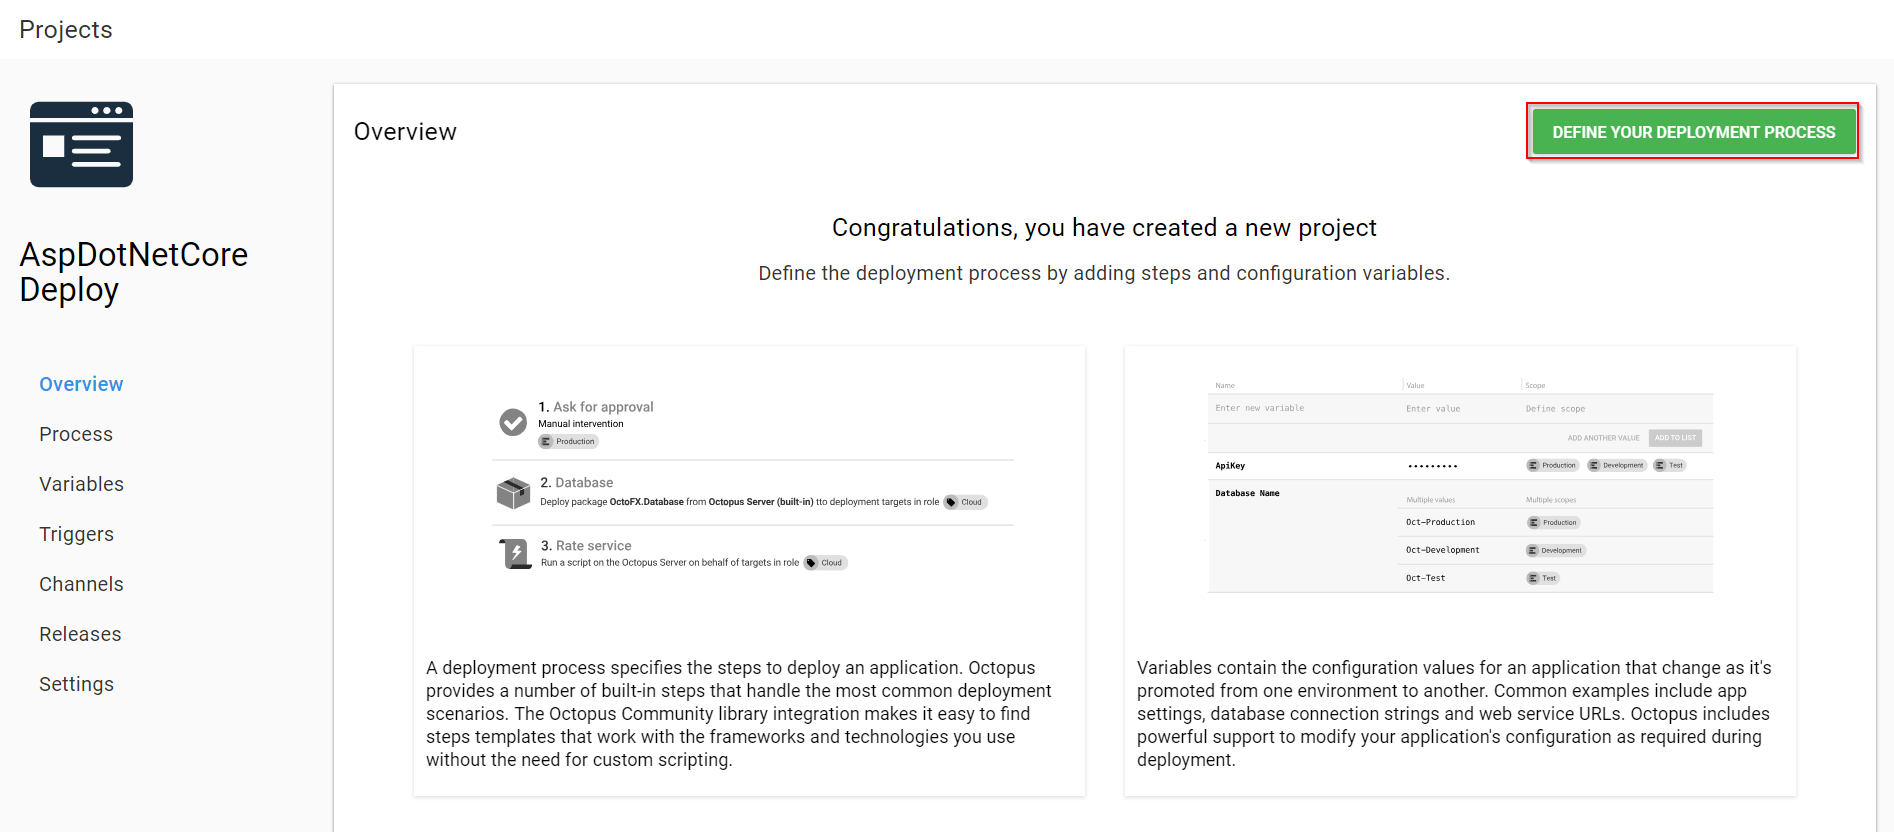 Projects
AspDotNetCore
Deploy
Overview
Process
Variables
Triggers
Channels
Releases
Settings
Overview
DEFINE YOUR DEPLOYMENT PROCESS
Congratulations, you have created a new project
Define the deployment process by adding steps and configuration variables.
1. Ask for approval
Manual intervention
Production
2. Database
Deploy package OctoFX.Database from Octopus Server (built-in) tto deployment targets in role Cloud
3. Rate service
Run a script on the Octopus Server on behalf of targets in role Cloud
A deployment process specifies the steps to deploy an application. Octopus
provides a number of built-in steps that handle the most common deployment
scenarios. The Octopus Community library integration makes it easy to find
steps templates that work with the frameworks and technologies you use
without the need for custom scripting.
Name Value Scope
Enter new variable Enter value Define scope
ADD ANOTHER VALUE ADD TO LIST
ApiKey ••••••••• Production Development Test
Database Name
Multiple values Multiple scopes
Oct-Production Production
Oct-Development Development
Oct-Test Test
Variables contain the configuration values for an application that change as it's
promoted from one environment to another. Common examples include app
settings, database connection strings and web service URLs. Octopus includes
powerful support to modify your application's configuration as required during
deployment.